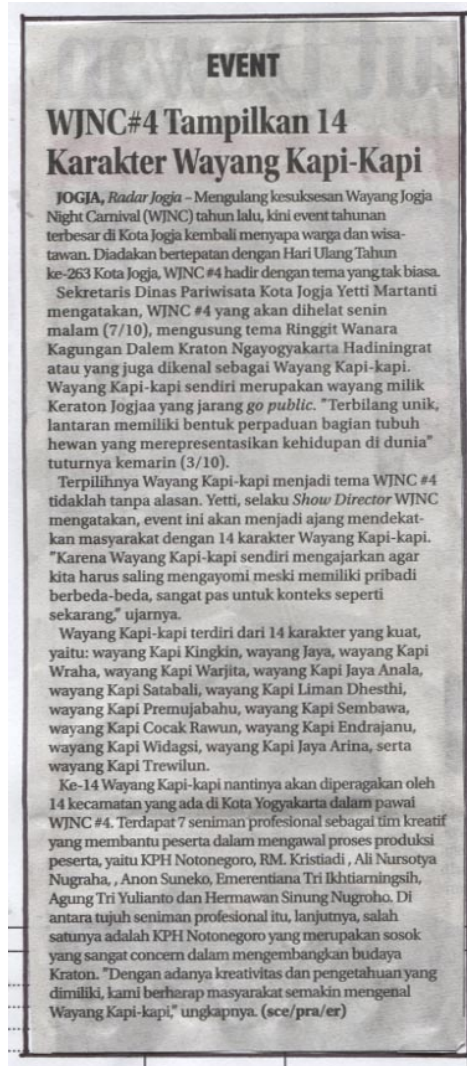 EVENT
WJNC#4 Tampilkan 14
Karakter Wayang Kapi-Kapi
JOGJA, Radar Jogja – Mengulang kesuksesan Wayang Jogja
Night Carnival (WJNC) tahun lalu, kini event tahunan
terbesar di Kota Jogja kembali menyapa warga dan wisa-
tawan. Diadakan bertepatan dengan Hari Ulang Tahun
ke-263 Kota Jogja, WJNC #4 hadir dengan tema yang tak biasa.
Sekretaris Dinas Pariwisata Kota Jogja Yetti Martanti
mengatakan, WJNC #4 yang akan dihelat senin
malam (7/10), mengusung tema Ringgit Wanara
Kagungan Dalem Kraton Ngayogyakarta Hadiningrat
atau yang juga dikenal sebagai Wayang Kapi-kapi.
Wayang Kapi-kapi sendiri merupakan wayang milik
Keraton Jogjaa yang jarang go public. "Terbilang unik,
lantaran memiliki bentuk perpaduan bagian tubuh
hewan yang merepresentasikan kehidupan di dunia"
tuturnya kemarin (3/10).
Terpilihnya Wayang Kapi-kapi menjadi tema WJNC #4
tidaklah tanpa alasan. Yetti, selaku Show Director WJNC
mengatakan, event ini akan menjadi ajang mendekat-
kan masyarakat dengan 14 karakter Wayang Kapi-kapi.
"Karena Wayang Kapi-kapi sendiri mengajarkan agar
kita harus saling mengayomi meski memiliki pribadi
berbeda-beda, sangat pas untuk konteks seperti
sekarang," ujarnya.
Wayang Kapi-kapi terdiri dari 14 karakter yang kuat,
yaitu: wayang Kapi Kingkin, wayang Jaya, wayang Kapi
Wraha, wayang Kapi Warjita, wayang Kapi Jaya Anala,
wayang Kapi Satabali, wayang Kapi Liman Dhesthi,
wayang Kapi Premujabahu, wayang Kapi Sembawa,
wayang Kapi Cocak Rawun, wayang Kapi Endrajanu,
wayang Kapi Widagsi, wayang Kapi Jaya Arina, serta
wayang Kapi Trewilun.
Ke-14 Wayang Kapi-kapi nantinya akan diperagakan oleh
14 kecamatan yang ada di Kota Yogyakarta dalam pawai
WJNC #4. Terdapat 7 seniman profesional sebagai tim kreatif
yang membantu peserta dalam mengawal proses produksi
peserta, yaitu KPH Notonegoro, RM. Kristiadi , Ali Nursotya
Nugraha, , Anon Suneko, Emerentiana Tri Ikhtiarningsih,
Agung Tri Yulianto dan Hermawan Sinung Nugroho. Di
antara tujuh seniman profesional itu, lanjutnya, salah
satunya adalah KPH Notonegoro yang merupakan sosok
yang sangat concern dalam mengembangkan budaya
Kraton. "Dengan adanya kreativitas dan pengetahuan yang
dimiliki, kami berharap masyarakat semakin mengenal
Wayang Kapi-kapi," ungkapnya. (sce/pra/er)